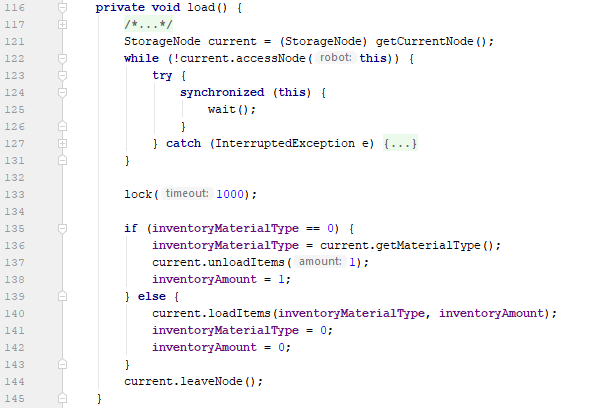 116 private void load() {
117 /*...*/
121 StorageNode current = (StorageNode) getCurrentNode();
122 while (!current.accessNode( robot: this)) {
123 try {
124 synchronized (this) {
125 wait();
126 }
127 } catch (InterruptedException e) {...}
131 }
132
133 lock( timeout: 1000);
134
135 if (inventoryMaterialType == 0) {
136 inventoryMaterialType = current.getMaterialType();
137 current.unloadItems( amount: 1);
138 inventoryAmount = 1;
139 } else {
140 current.loadItems(inventoryMaterialType, inventoryAmount);
141 inventoryMaterialType = 0;
142 inventoryAmount = 0;
143 }
144 current.leaveNode();
145 }